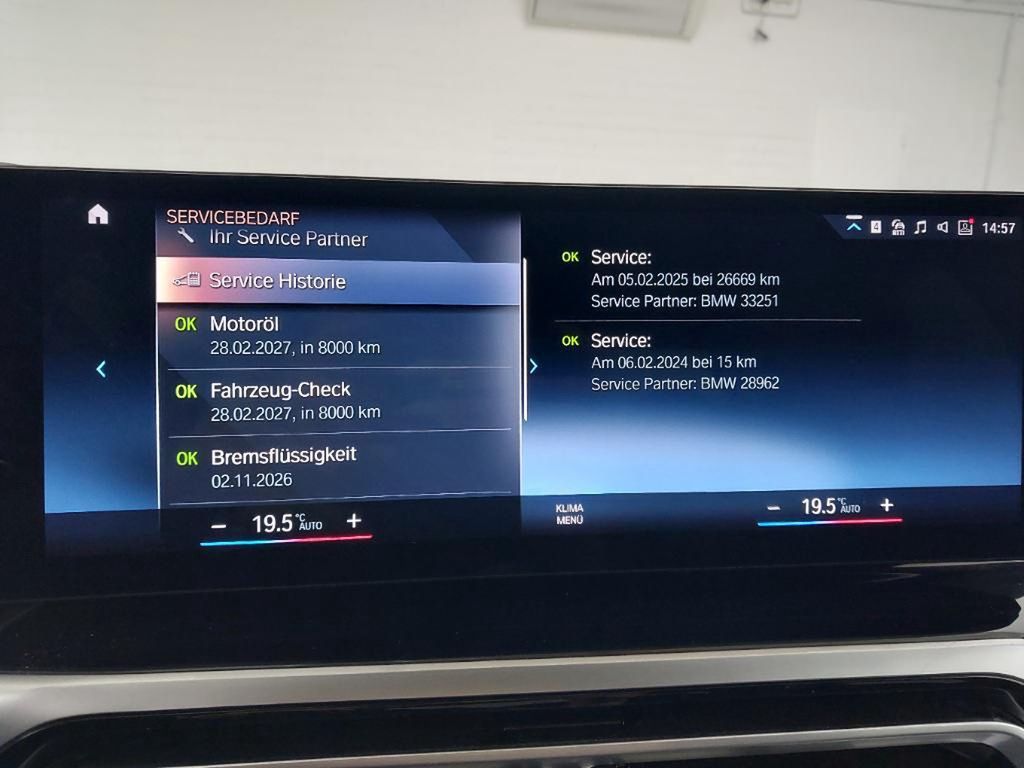 SERVICEBEDARF
Ihr Service Partner
Service Historie
OK Motoröl
28.02.2027, in 8000 km
OK Fahrzeug-Check
28.02.2027, in 8000 km
OK Bremsflüssigkeit
02.11.2026
4
14:57
OK Service:
Am 05.02.2025 bei 26669 km
Service Partner: BMW 33251
OK Service:
Am 06.02.2024 bei 15 km
Service Partner: BMW 28962
− 19.5 °C AUTO +
KLIMA
MENÜ
− 19.5 °C AUTO +